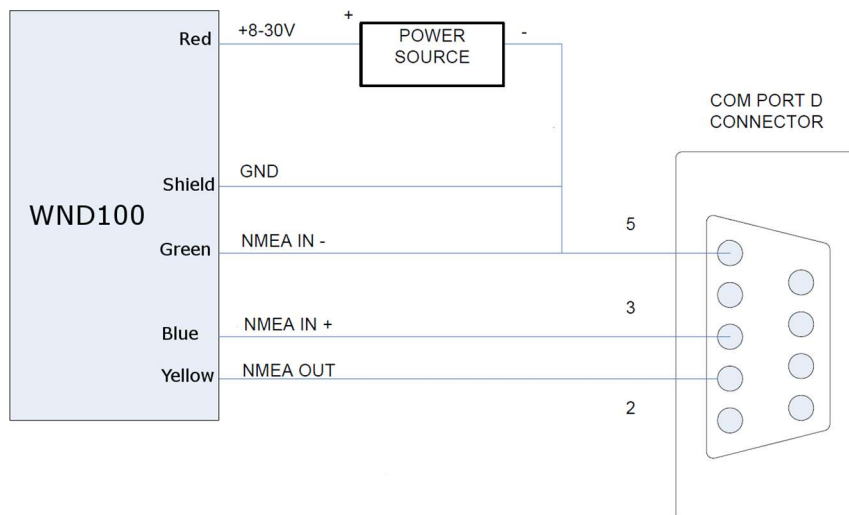 Red
+8-30V
+
POWER
SOURCE
-
COM PORT D
CONNECTOR
Shield
GND
WND100
Green
NMEA IN -
5
Blue
NMEA IN +
3
Yellow
NMEA OUT
2